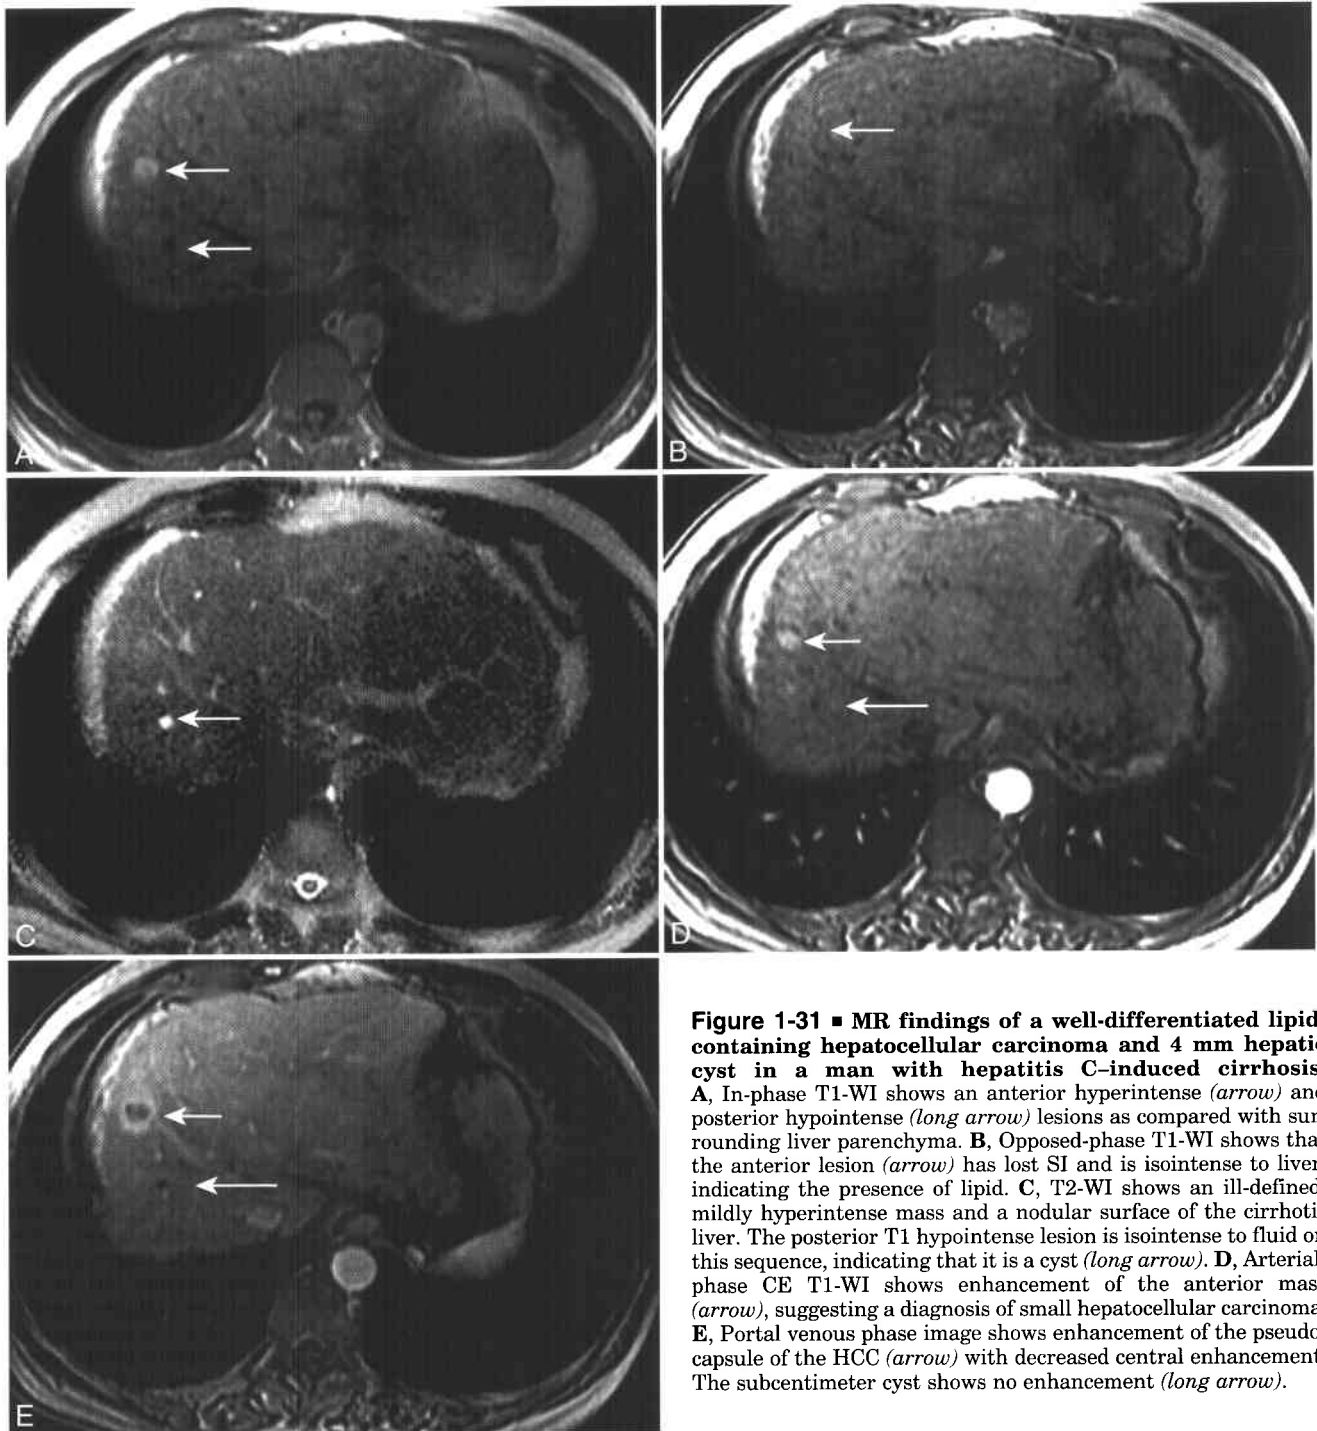 A
B
C
D
E
Figure 1-31 ■ MR findings of a well-differentiated lipid
containing hepatocellular carcinoma and 4 mm hepati
cyst in a man with hepatitis C–induced cirrhosis
A, In-phase T1-WI shows an anterior hyperintense (arrow) an
posterior hypointense (long arrow) lesions as compared with sur
rounding liver parenchyma. B, Opposed-phase T1-WI shows tha
the anterior lesion (arrow) has lost SI and is isointense to liver
indicating the presence of lipid. C, T2-WI shows an ill-defined
mildly hyperintense mass and a nodular surface of the cirrhoti
liver. The posterior T1 hypointense lesion is isointense to fluid o
this sequence, indicating that it is a cyst (long arrow). D, Arterial
phase CE T1-WI shows enhancement of the anterior mas
(arrow), suggesting a diagnosis of small hepatocellular carcinoma
E, Portal venous phase image shows enhancement of the pseudo
capsule of the HCC (arrow) with decreased central enhancement
The subcentimeter cyst shows no enhancement (long arrow).